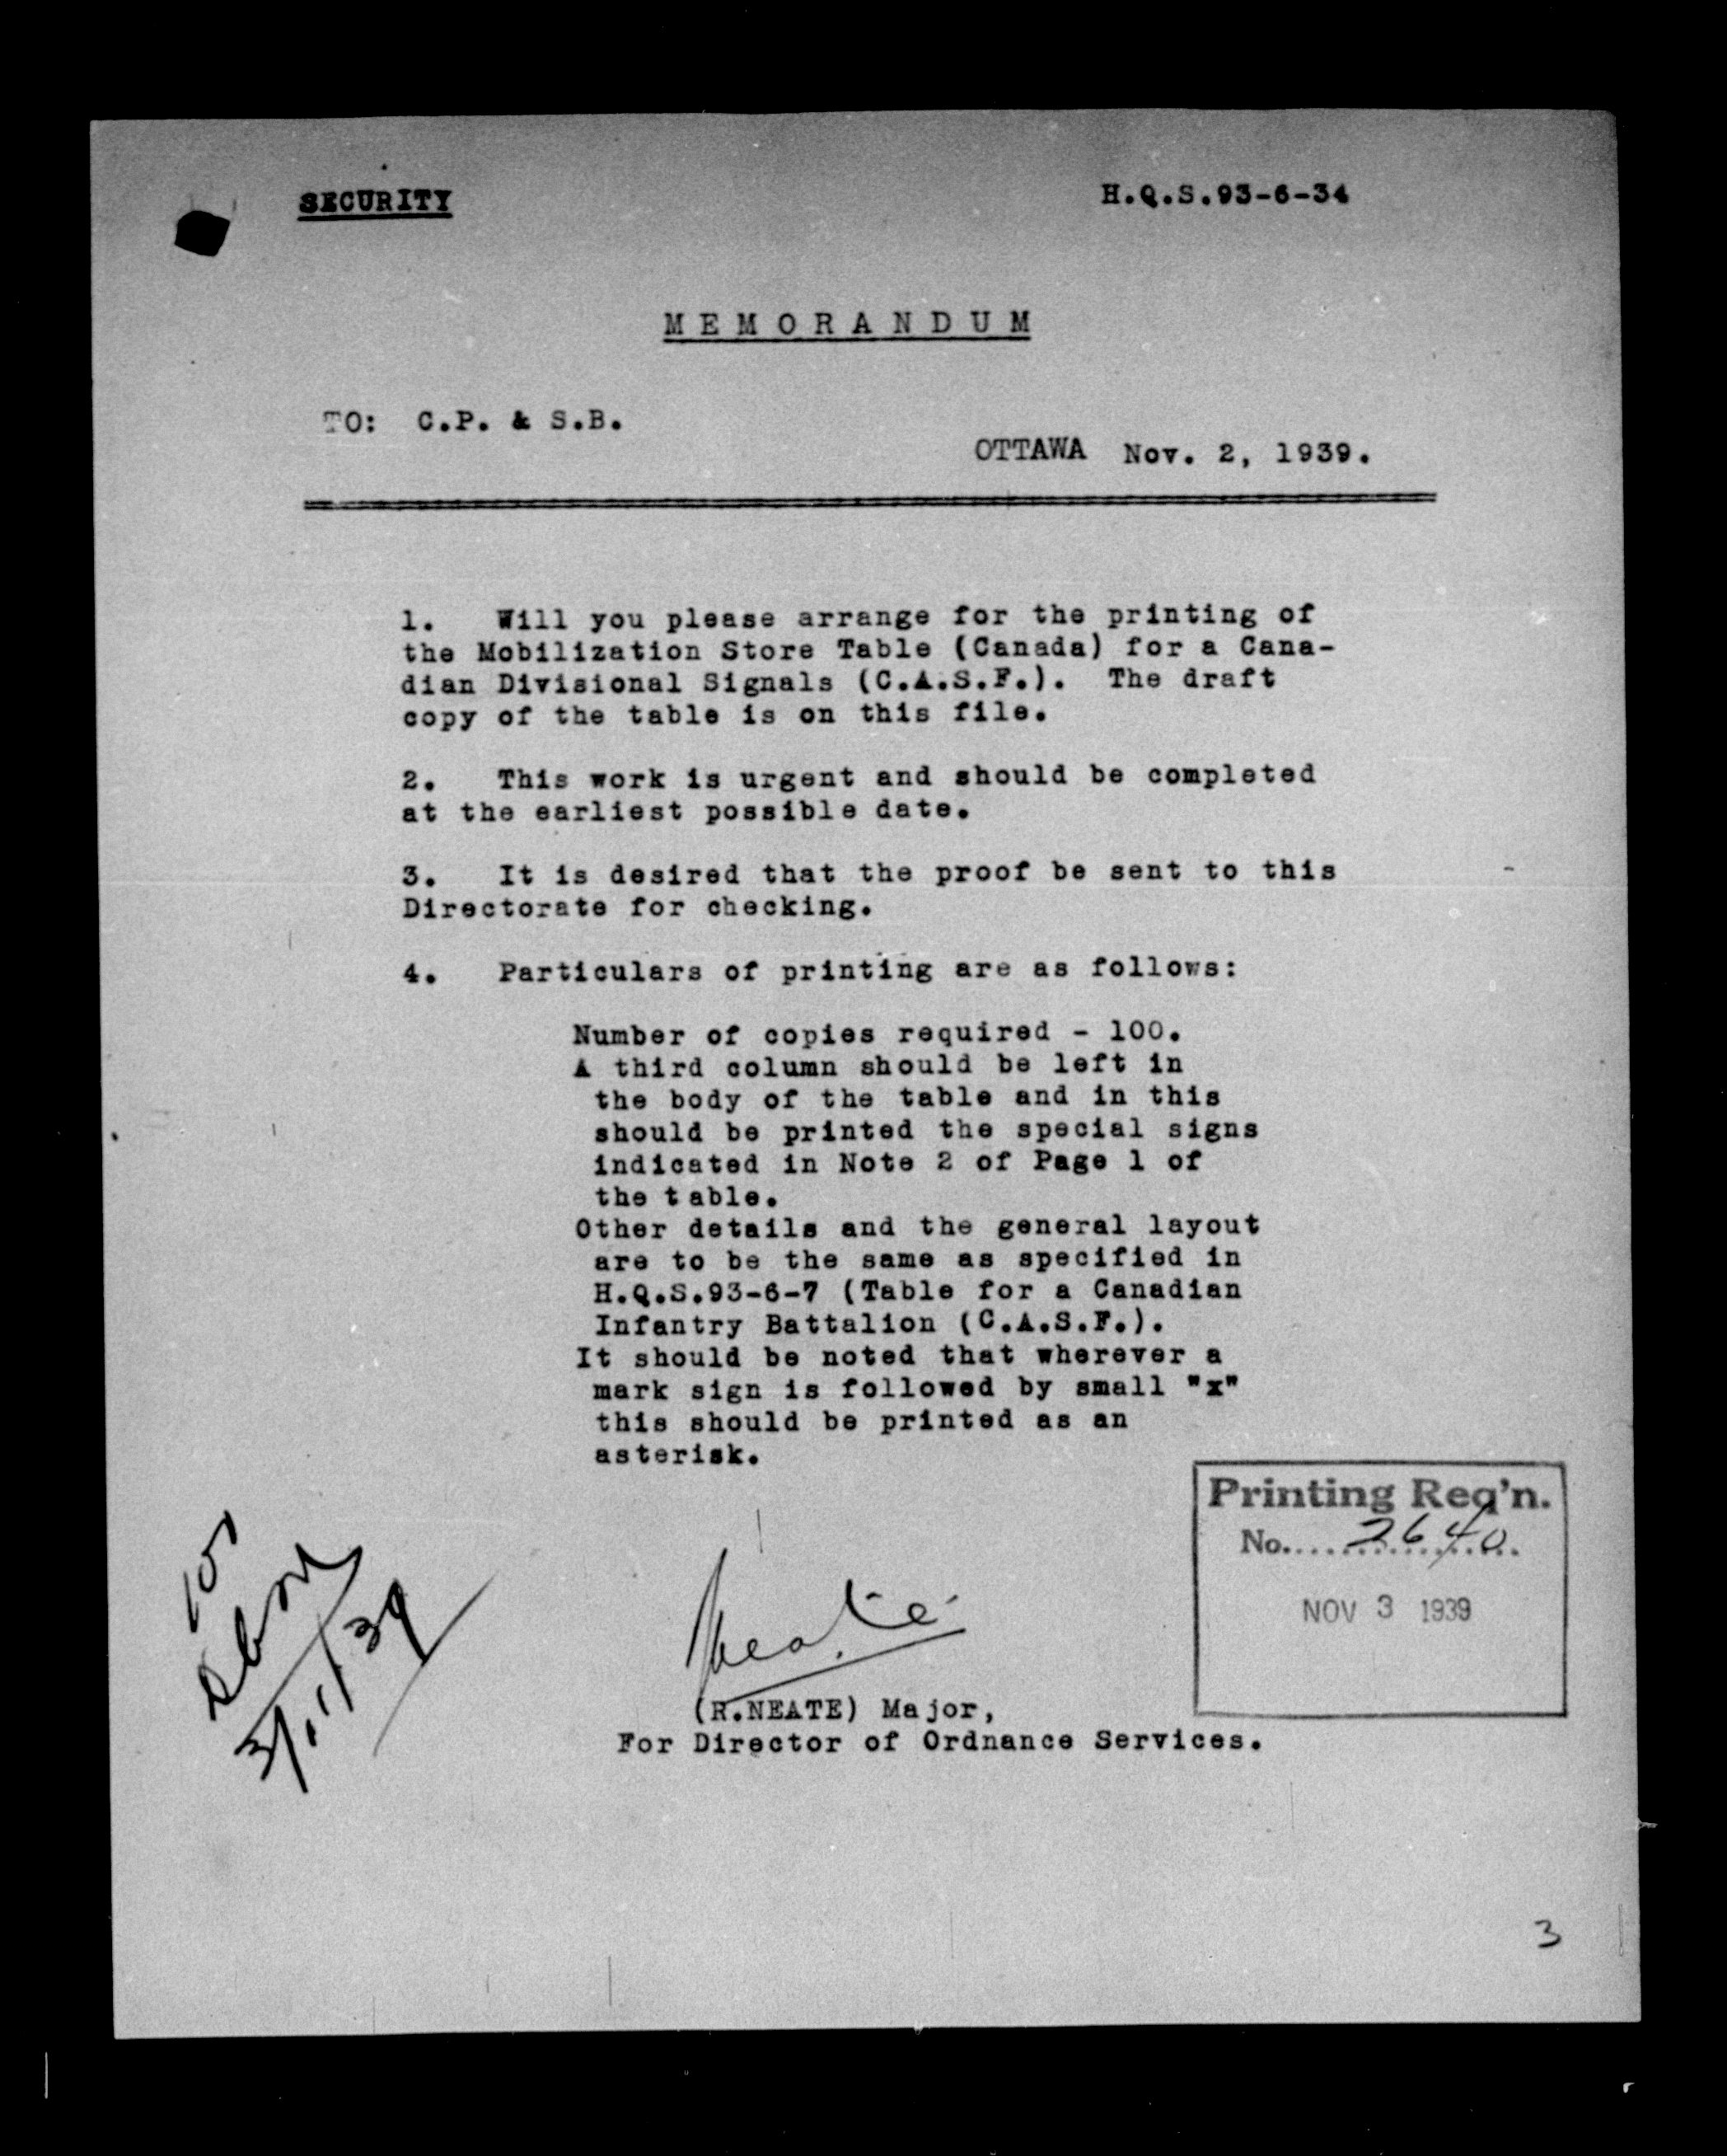 SECURITY
H.Q.S.93-6-34
MEMORANDUM
TO: C.P. & S.B.
OTTAWA Nov. 2, 1939.
1. Will you please arrange for the printing of
the Mobilization Store Table (Canada) for a Cana-
dian Divisional Signals (C.A.S.F.). The draft
copy of the table is on this file.
2. This work is urgent and should be completed
at the earliest possible date.
3. It is desired that the proof be sent to this
Directorate for checking.
4. Particulars of printing are as follows:
Number of copies required - 100.
A third column should be left in
the body of the table and in this
should be printed the special signs
indicated in Note 2 of Page 1 of
the table.
Other details and the general layout
are to be the same as specified in
H.Q.S.93-6-7 (Table for a Canadian
Infantry Battalion (C.A.S.F.).
It should be noted that wherever a
mark sign is followed by small "x"
this should be printed as an
asterisk.
Printing Req'n.
No. 2640
NOV 3 1939
3/11/39
Neate
(R.NEATE) Major,
For Director of Ordnance Services.
3